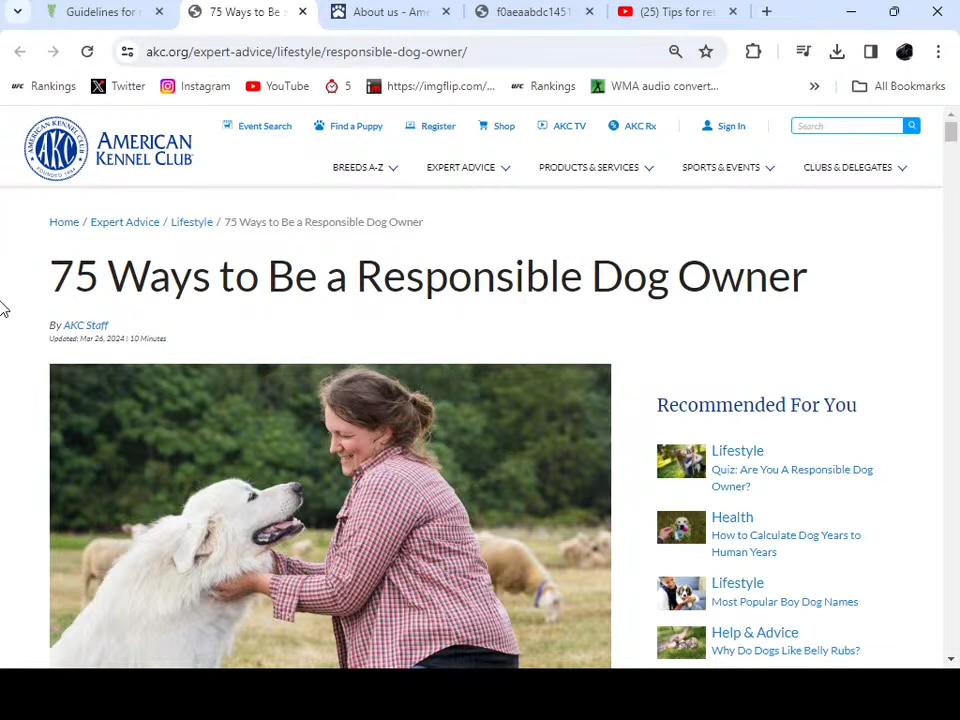 Guidelines for r
75 Ways to Be
About us - Ame
f0aeaabdc1451
(25) Tips for res
akc.org/expert-advice/lifestyle/responsible-dog-owner/
Rankings
Twitter
Instagram
YouTube
5
https://imgflip.com/...
Rankings
WMA audio convert...
All Bookmarks
AMERICAN
KENNEL CLUB
AKC
Event Search
Find a Puppy
Register
Shop
AKC TV
AKC Rx
Sign In
Search
BREEDS A-Z
EXPERT ADVICE
PRODUCTS & SERVICES
SPORTS & EVENTS
CLUBS & DELEGATES
Home / Expert Advice / Lifestyle / 75 Ways to Be a Responsible Dog Owner
75 Ways to Be a Responsible Dog Owner
By AKC Staff
Updated: Mar 26, 2024 | 10 Minutes
Recommended For You
Lifestyle
Quiz: Are You A Responsible Dog
Owner?
Health
How to Calculate Dog Years to
Human Years
Lifestyle
Most Popular Boy Dog Names
Help & Advice
Why Do Dogs Like Belly Rubs?